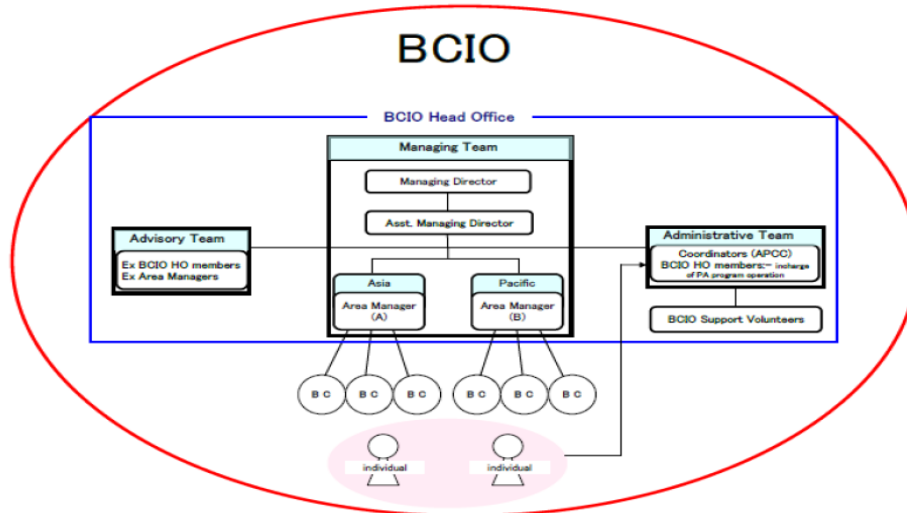 BCIO
BCIO Head Office
Managing Team
Managing Director
Asst. Managing Director
Advisory Team
Ex BCIO HO members
Ex Area Managers
Administrative Team
Coordinators (APCC)
BCIO HO members:- incharge
of PA program operation
BCIO Support Volunteers
Asia
Area Manager
(A)
Pacific
Area Manager
(B)
B C
B C
B C
B C
B C
B C
individual
individual